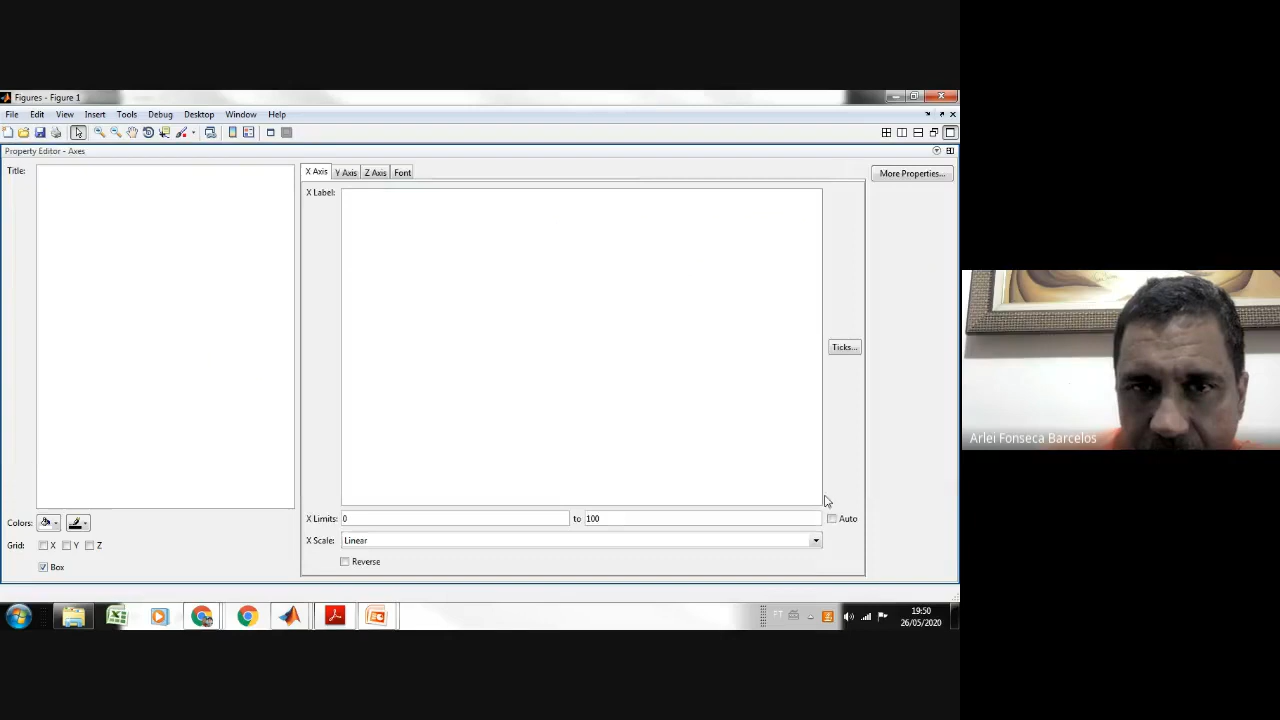 Figures - Figure 1
File Edit View Insert Tools Debug Desktop Window Help
Property Editor - Axes
Title:
X Axis Y Axis Z Axis Font
More Properties...
X Label:
Ticks...
Arlei Fonseca Barcelos
X Limits: 0 to 100 Auto
Colors:
X Scale: Linear
Grid: X Y Z
Reverse
Box
PT
19:50
26/05/2020